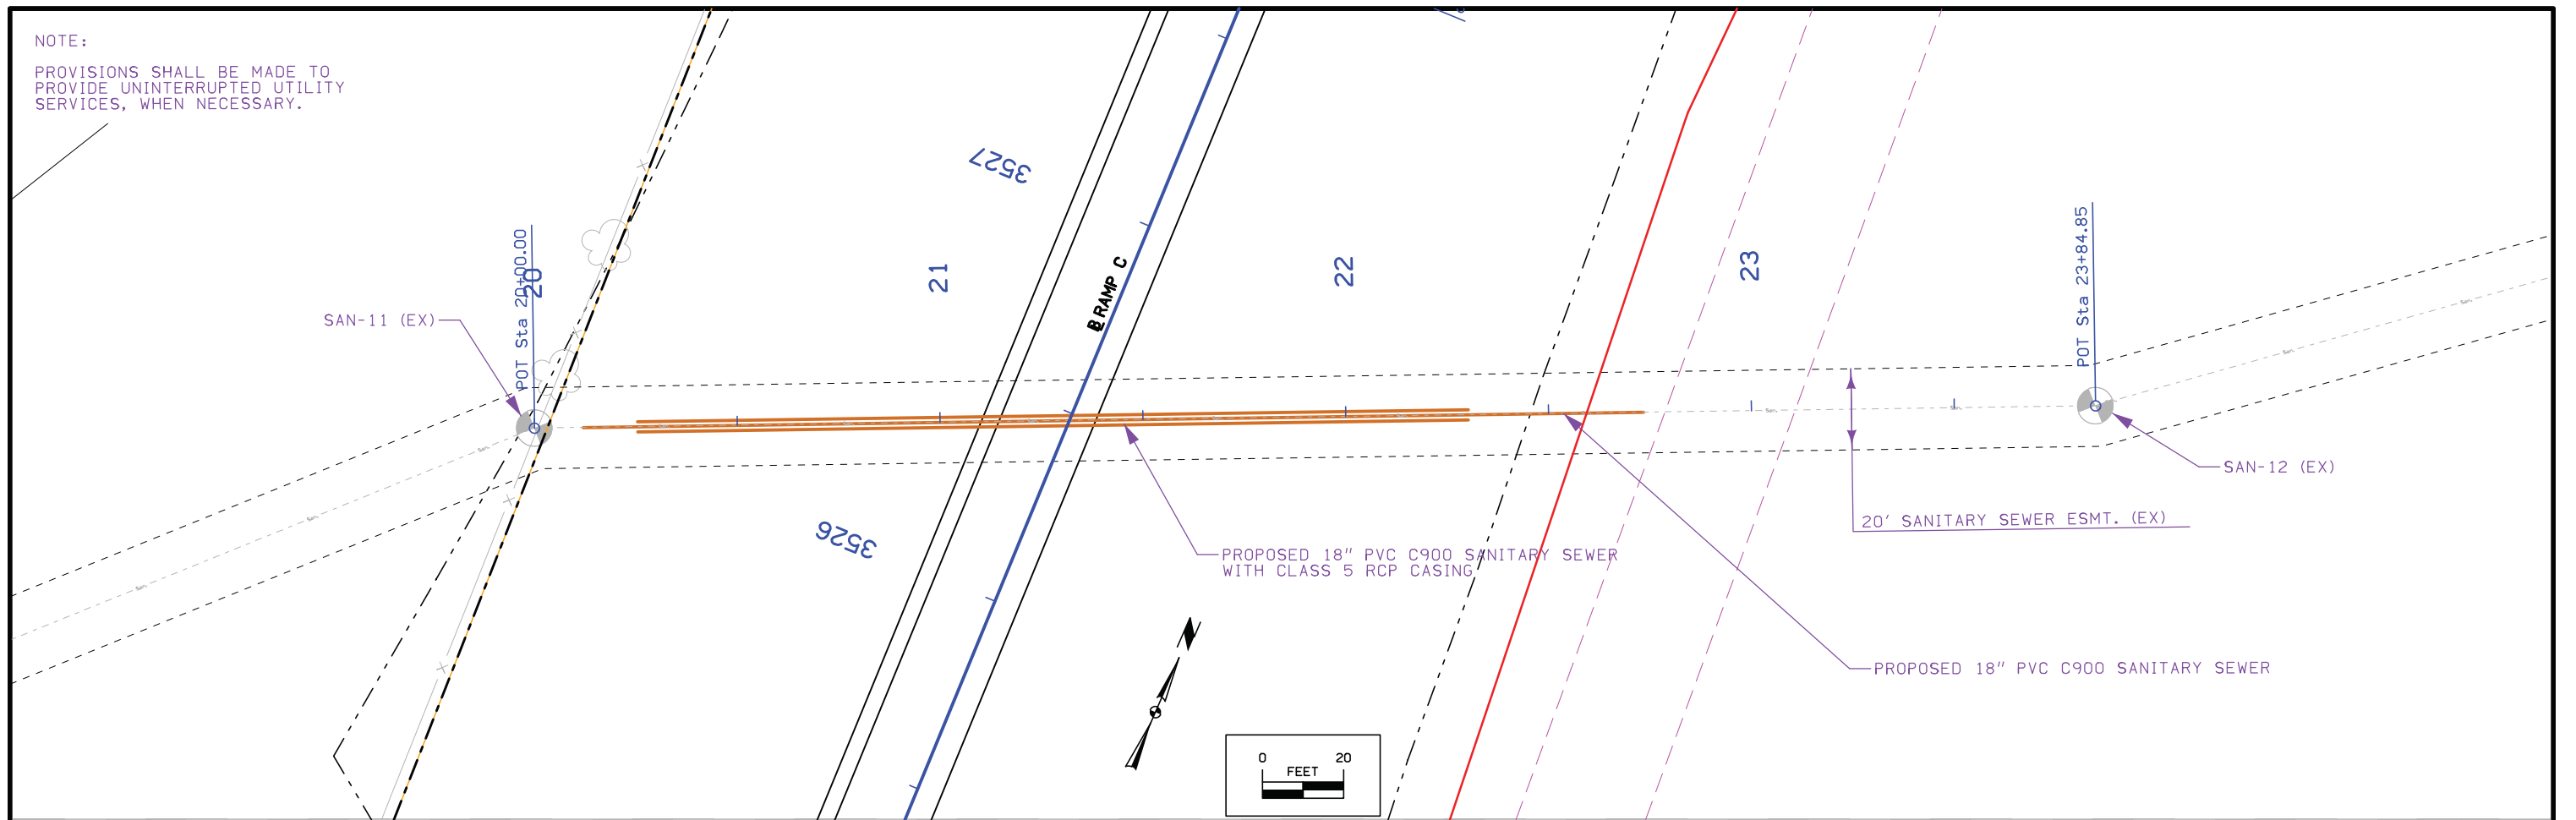 NOTE:
PROVISIONS SHALL BE MADE TO
PROVIDE UNINTERRUPTED UTILITY
SERVICES, WHEN NECESSARY.
SAN-11 (EX)
POT Sta 20+00.00
20
21
22
23
3527
3526
BL RAMP C
POT Sta 23+84.85
SAN-12 (EX)
20' SANITARY SEWER ESMT. (EX)
PROPOSED 18" PVC C900 SANITARY SEWER
WITH CLASS 5 RCP CASING
PROPOSED 18" PVC C900 SANITARY SEWER
0 20
FEET